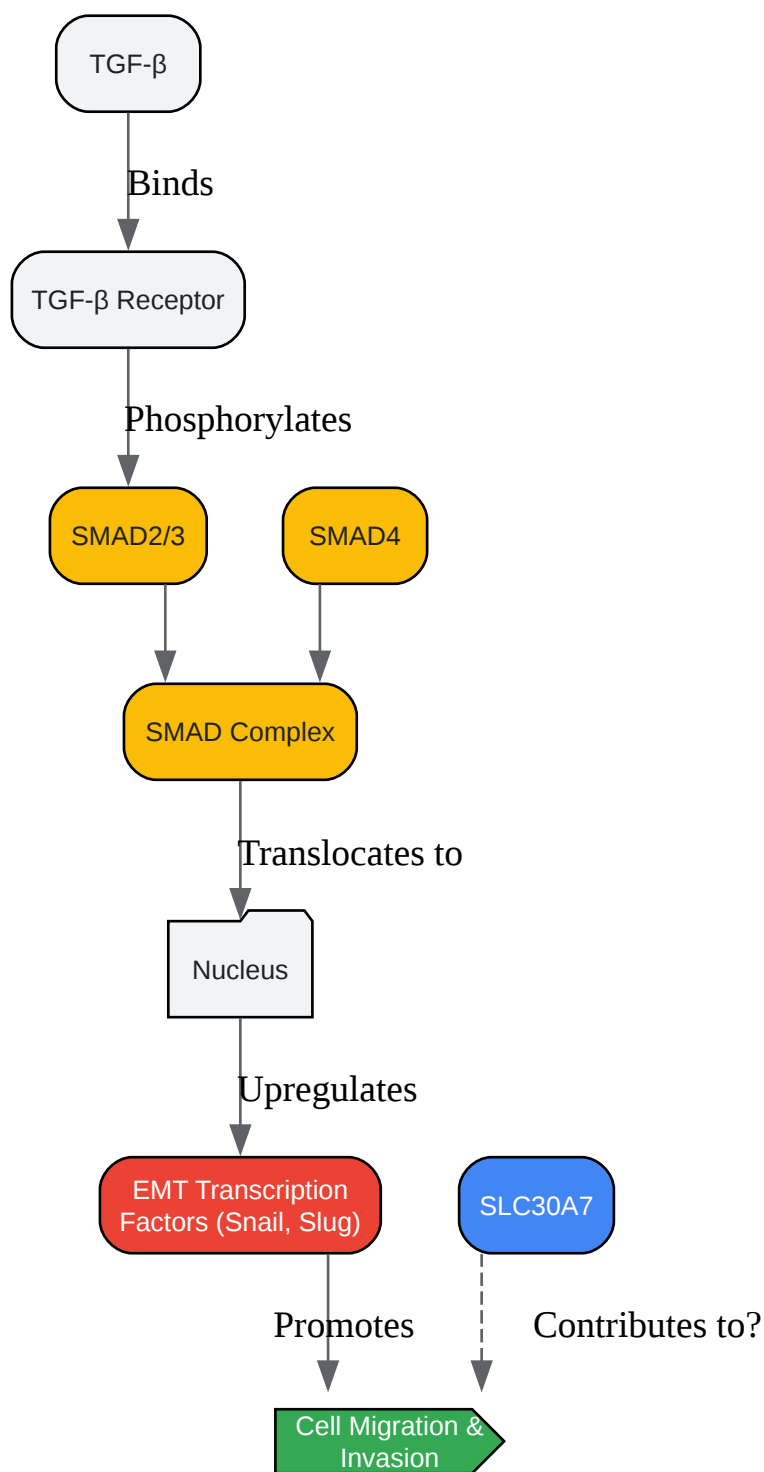 TGF-β
Binds
TGF-β Receptor
Phosphorylates
SMAD2/3
SMAD4
SMAD Complex
Translocates to
Nucleus
Upregulates
EMT Transcription
Factors (Snail, Slug)
SLC30A7
Promotes
Contributes to?
Cell Migration &
Invasion